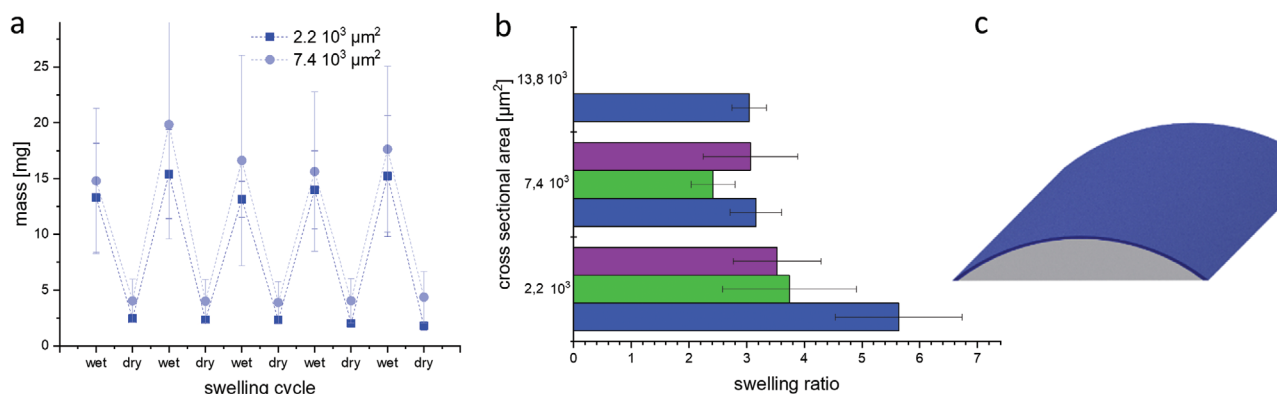 a
2.2 10³ µm²
7.4 10³ µm²
25
20
15
10
5
0
mass [mg]
wet dry wet dry wet dry wet dry wet dry
swelling cycle
b
cross sectional area [µm²]
13,8 10³
7,4 10³
2,2 10³
0 1 2 3 4 5 6 7
swelling ratio
c